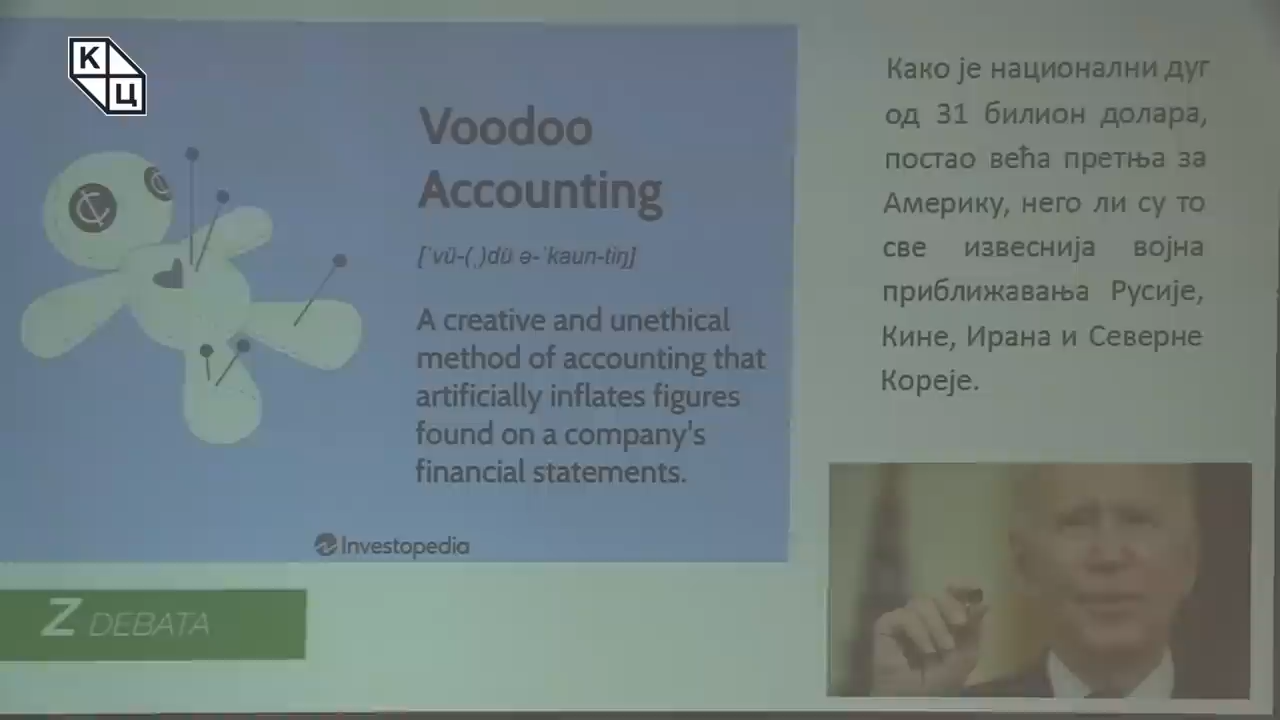 К
Ц
Voodoo
Accounting
[ˈvü-(ˌ)dü ə-ˈkau̇n-tiŋ]
A creative and unethical
method of accounting that
artificially inflates figures
found on a company's
financial statements.
Investopedia
Z DEBATA
Како је национални дуг
од 31 билион долара,
постао већа претња за
Америку, него ли су то
све извеснија војна
приближавања Русије,
Кине, Ирана и Северне
Кореје.